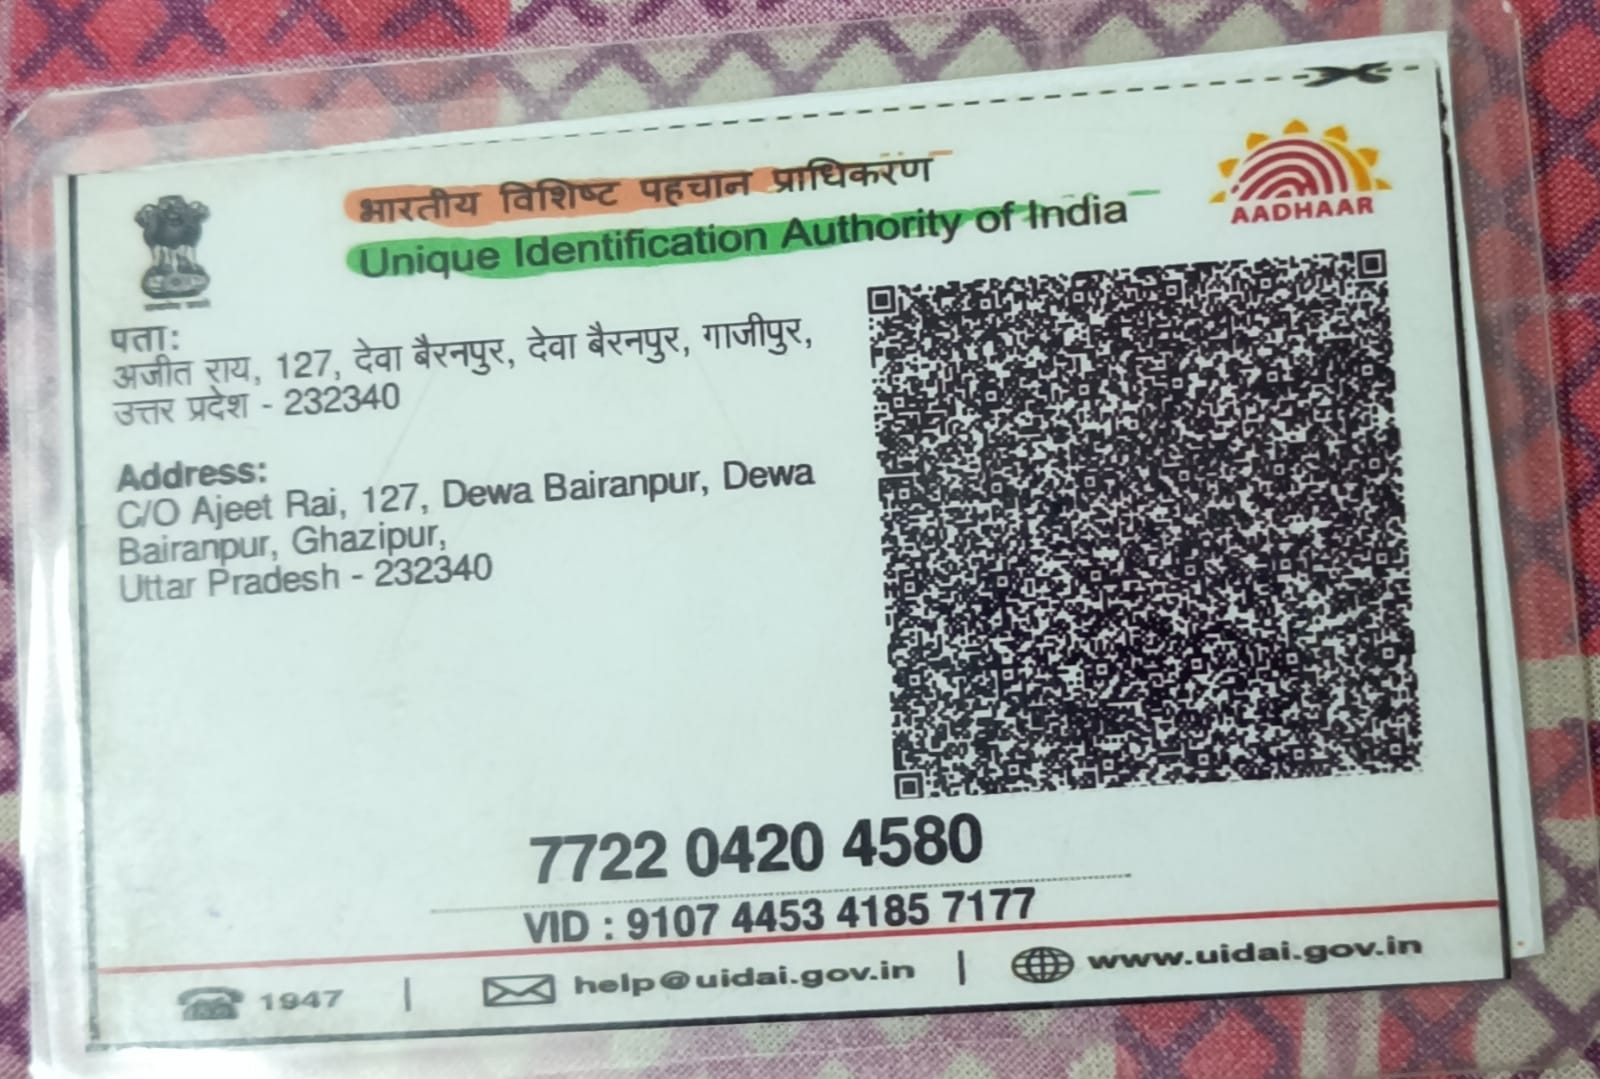 भारतीय विशिष्ट पहचान प्राधिकरण
Unique Identification Authority of India
AADHAAR
पता:
अजीत राय, 127, देवा बैरनपुर, देवा बैरनपुर, गाजीपुर,
उत्तर प्रदेश - 232340
Address:
C/O Ajeet Rai, 127, Dewa Bairanpur, Dewa
Bairanpur, Ghazipur,
Uttar Pradesh - 232340
7722 0420 4580
VID : 9107 4453 4185 7177
1947 | help@uidai.gov.in | www.uidai.gov.in